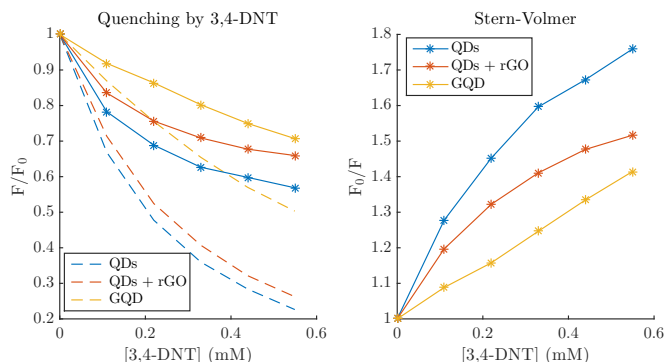 Quenching by 3,4-DNT
1
0.9
0.8
0.7
0.6
0.5
0.4
0.3
0.2
F/F0
QDs
QDs + rGO
GQD
0
0.2
0.4
0.6
[3,4-DNT] (mM)
Stern-Volmer
1.8
1.7
1.6
1.5
1.4
1.3
1.2
1.1
1
F0/F
QDs
QDs + rGO
GQD
0
0.2
0.4
0.6
[3,4-DNT] (mM)